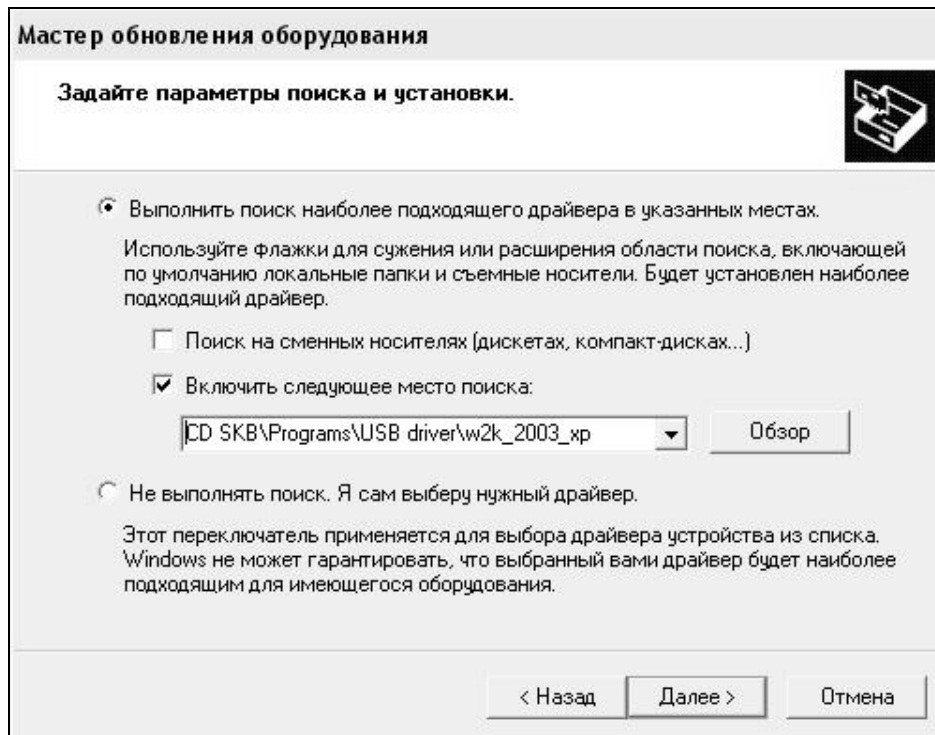 Мастер обновления оборудования
Задайте параметры поиска и установки.
Выполнить поиск наиболее подходящего драйвера в указанных местах.
Используйте флажки для сужения или расширения области поиска, включающей
по умолчанию локальные папки и съемные носители. Будет установлен наиболее
подходящий драйвер.
Поиск на сменных носителях (дискетах, компакт-дисках...)
Включить следующее место поиска:
CD SKB\Programs\USB driver\w2k_2003_xp
Обзор
Не выполнять поиск. Я сам выберу нужный драйвер.
Этот переключатель применяется для выбора драйвера устройства из списка.
Windows не может гарантировать, что выбранный вами драйвер будет наиболее
подходящим для имеющегося оборудования.
< Назад
Далее >
Отмена